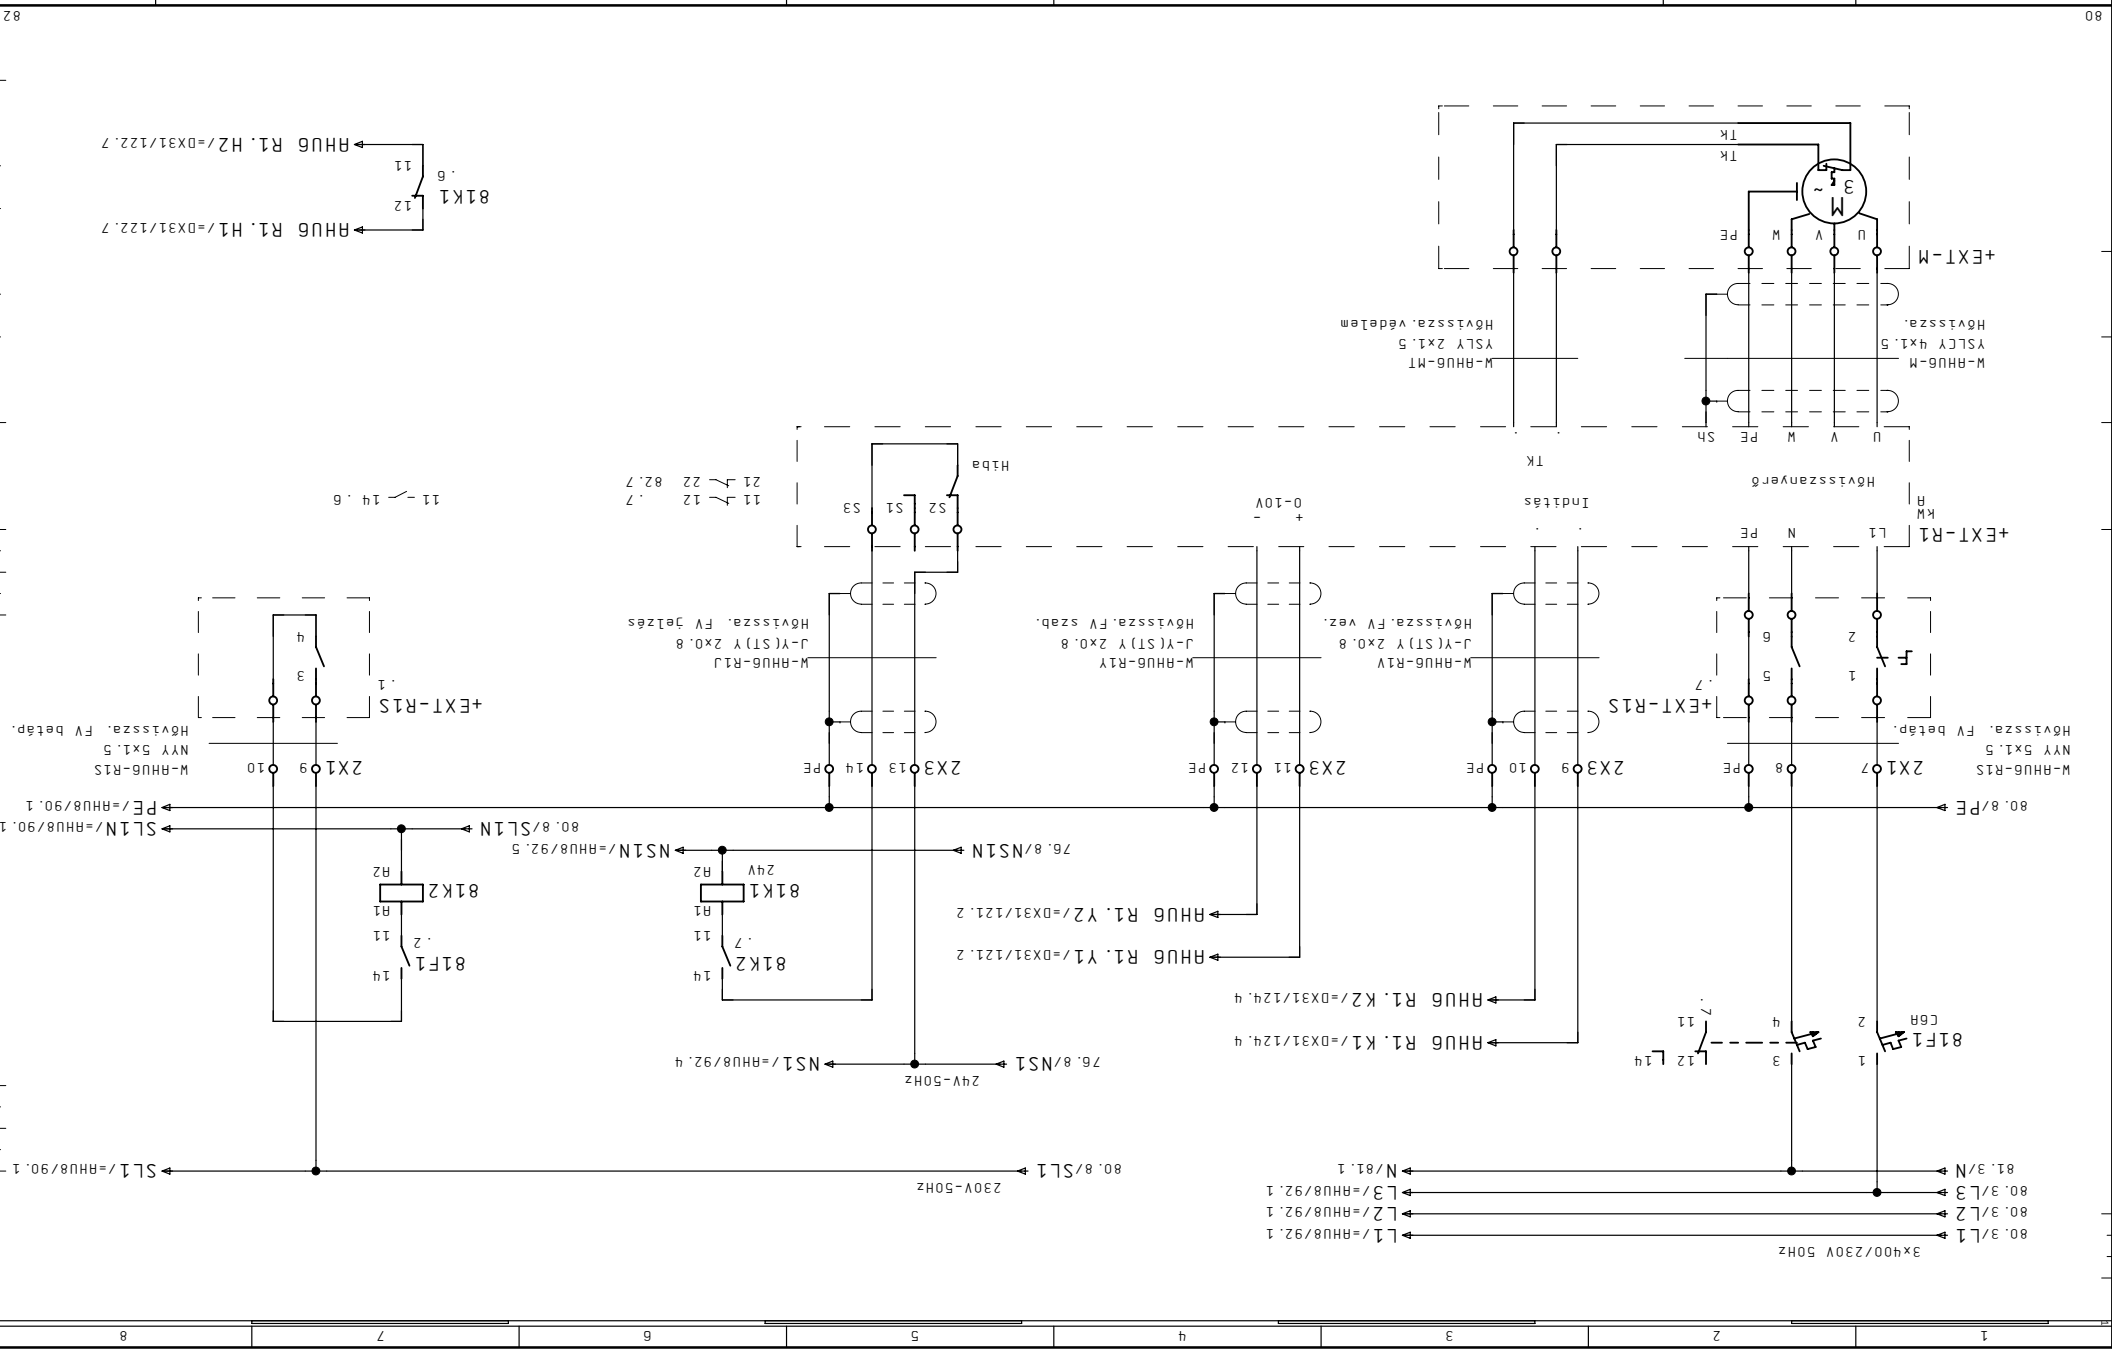 1 2 3 4 5 6 7 8
3x400/230V 50Hz
80.3/L1 L1/=AHU8/92.1
80.3/L2 L2/=AHU8/92.1
80.3/L3 L3/=AHU8/92.1
81.3/N N/81.1
230V-50Hz
80.8/SL1 SL1/=AHU8/90.1
24V-50Hz
76.8/NS1 NS1/=AHU8/92.4
81F1
C6A
1 2
3 4
12 14
11
.7
AHU6 R1.K1/=DX31/124.4
AHU6 R1.K2/=DX31/124.4
AHU6 R1.Y1/=DX31/121.2
AHU6 R1.Y2/=DX31/121.2
81K2
.7
14
11
81K1
24V
A1
A2
81F1
.2
14
11
81K2
A1
A2
76.8/NS1N NS1N/=AHU8/92.5
80.8/SL1N SL1N/=AHU8/90.1
80.8/PE PE/=AHU8/90.1
2X1 7 8 PE
2X3 9 10 PE
2X3 11 12 PE
2X3 13 14 PE
2X1 9 10
W-AHU6-R1S
NYY 5x1.5
Hővissza. FV betáp.
W-AHU6-R1S
NYY 5x1.5
Hővissza. FV betáp.
+EXT-R1S
.7
1 2
5 6
W-AHU6-R1V
J-Y(ST)Y 2x0.8
Hővissza.FV vez.
W-AHU6-R1Y
J-Y(ST)Y 2x0.8
Hővissza.FV szab.
W-AHU6-R1J
J-Y(ST)Y 2x0.8
Hővissza. FV jelzés
+EXT-R1S
.1
3
4
+EXT-R1
kW
A
L1 N PE
Hővisszanyerő
U V W PE Sh
. .
Indítás
TK
. .
+ -
0-10V
S2 S1 S3
Hiba
11 12 .7
21 22 82.7
11 14 .6
W-AHU6-M
YSLCY 4x1.5
Hővissza.
W-AHU6-MT
YSLY 2x1.5
Hővissza.védelem
+EXT-M
U V W PE
M
3 ~
Tk
Tk
AHU6 R1.H1/=DX31/122.7
81K1
.6
12
11
AHU6 R1.H2/=DX31/122.7
80
82